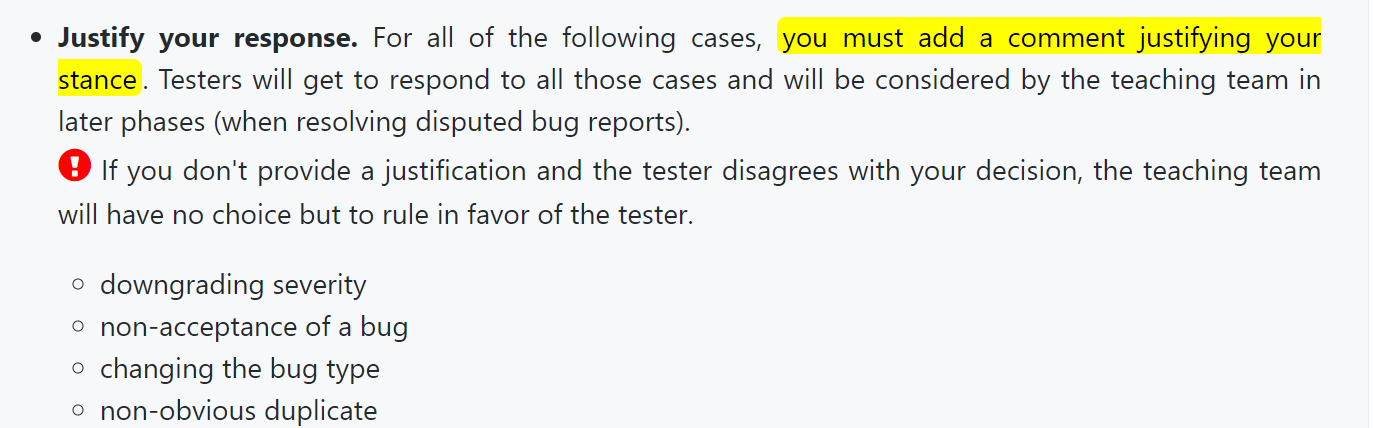 Justify your response. For all of the following cases, you must add a comment justifying your
stance. Testers will get to respond to all those cases and will be considered by the teaching team in
later phases (when resolving disputed bug reports).
If you don't provide a justification and the tester disagrees with your decision, the teaching team
will have no choice but to rule in favor of the tester.
downgrading severity
non-acceptance of a bug
changing the bug type
non-obvious duplicate